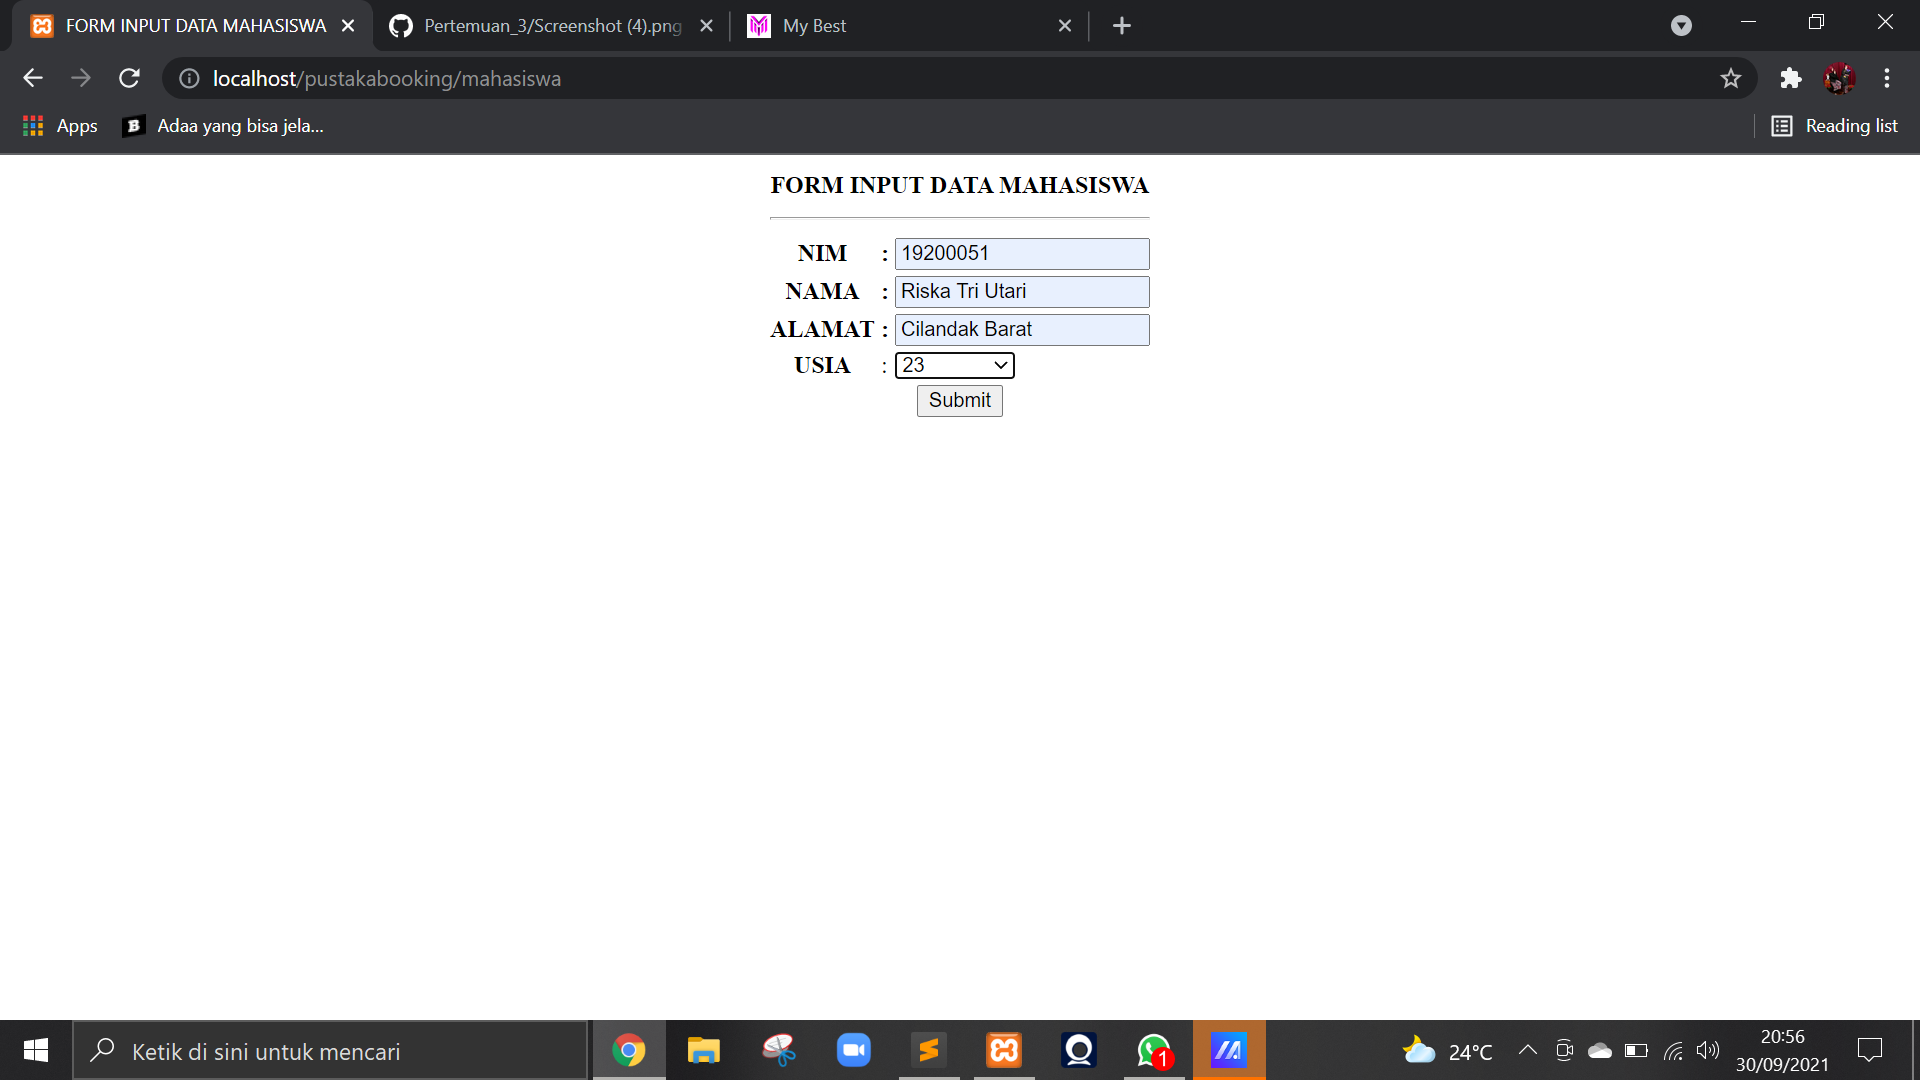 FORM INPUT DATA MAHASISWA
Pertemuan_3/Screenshot (4).png
My Best
localhost/pustakabooking/mahasiswa
Apps
Adaa yang bisa jela...
Reading list
FORM INPUT DATA MAHASISWA
NIM : 19200051
NAMA : Riska Tri Utari
ALAMAT : Cilandak Barat
USIA : 23
Submit
Ketik di sini untuk mencari
1
24°C
20:56
30/09/2021